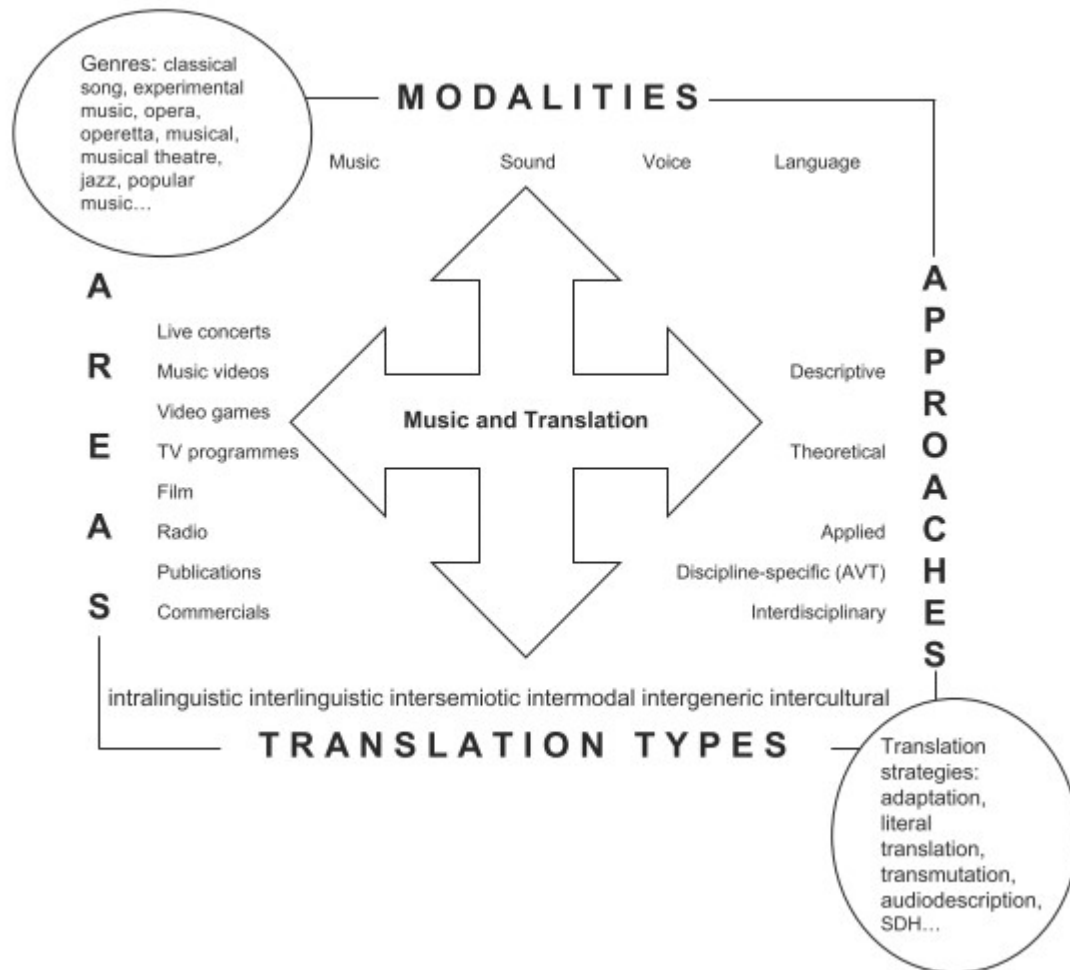 Genres: classical
song, experimental
music, opera,
operetta, musical,
musical theatre,
jazz, popular
music…
MODALITIES
Music Sound Voice Language
AREAS
Live concerts
Music videos
Video games
TV programmes
Film
Radio
Publications
Commercials
Music and Translation
Descriptive
Theoretical
Applied
Discipline-specific (AVT)
Interdisciplinary
APPROACHES
intralinguistic interlinguistic intersemiotic intermodal intergeneric intercultural
TRANSLATION TYPES
Translation
strategies:
adaptation,
literal
translation,
transmutation,
audiodescription,
SDH…